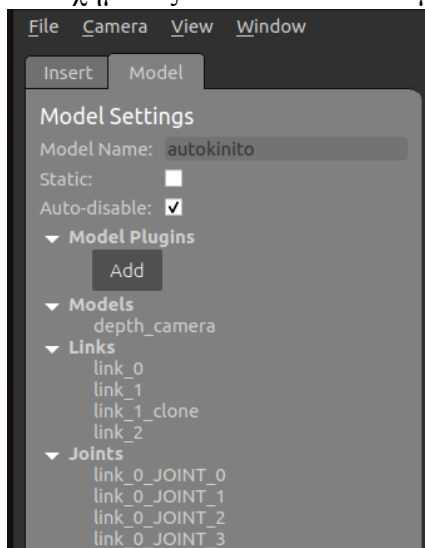 File Camera View Window
Insert Model
Model Settings
Model Name: autokinito
Static:
Auto-disable:
Model Plugins
Add
Models
depth_camera
Links
link_0
link_1
link_1_clone
link_2
Joints
link_0_JOINT_0
link_0_JOINT_1
link_0_JOINT_2
link_0_JOINT_3